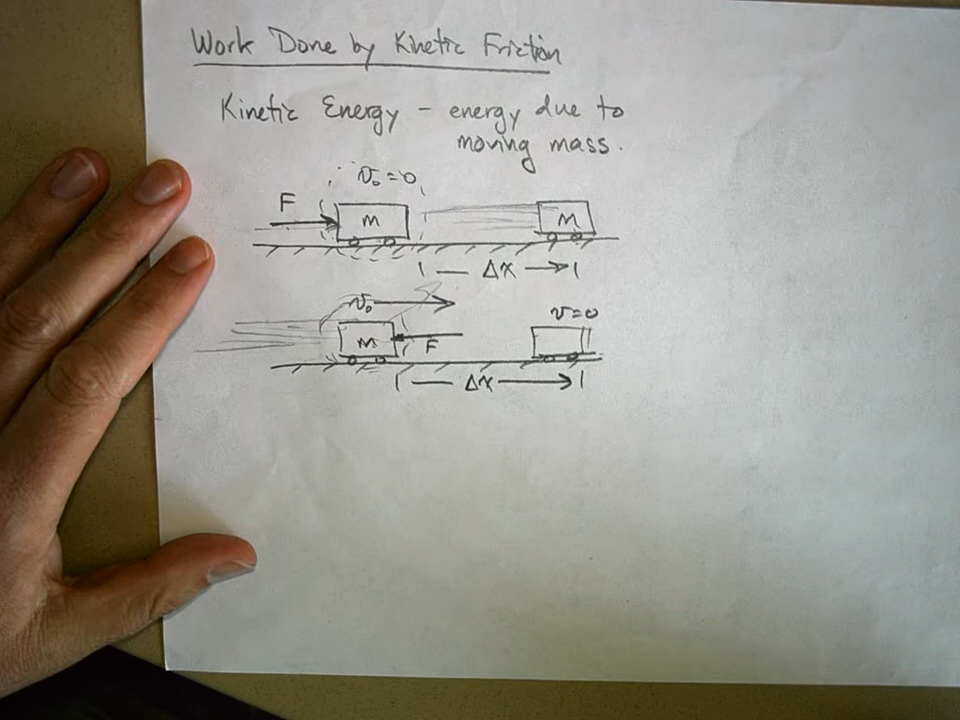 Work Done by Kinetic Friction
Kinetic Energy - energy due to
moving mass.
v₀ = 0
F
m
m
Δx
v₀
v=0
m
F
Δx